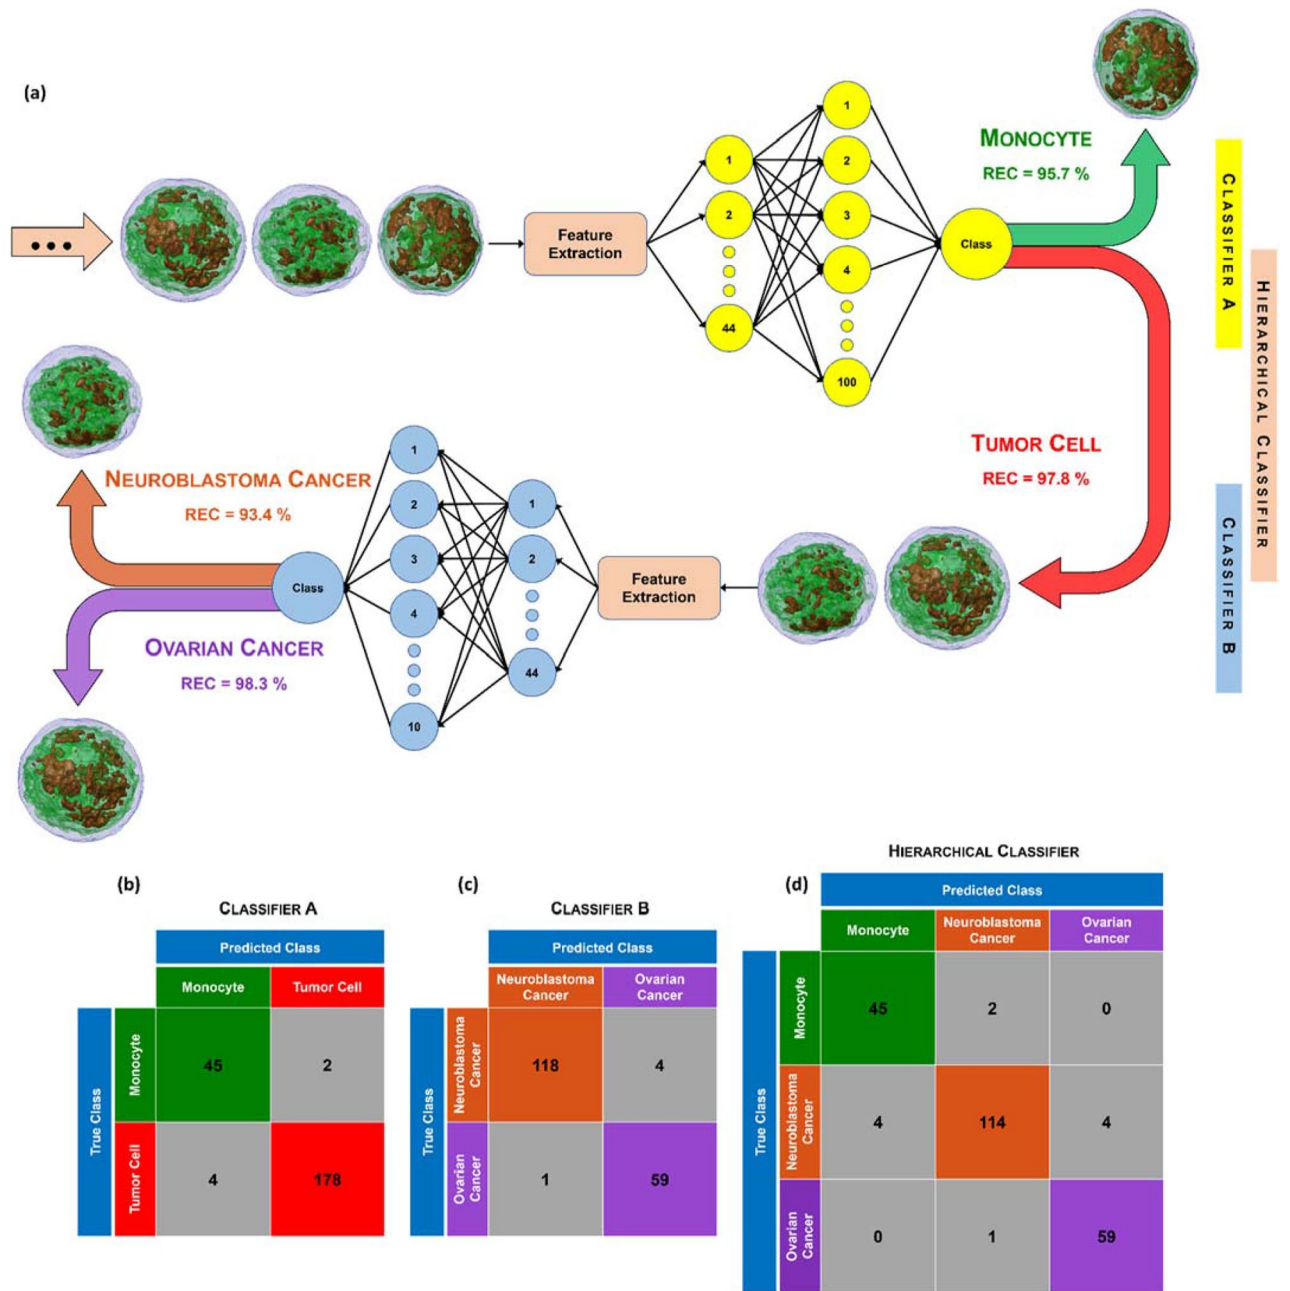 (a)
MONOCYTE
REC = 95.7 %
CLASSIFIER A
HIERARCHICAL CLASSIFIER
CLASSIFIER B
• • •
Feature
Extraction
1
2
44
1
2
3
4
100
Class
TUMOR CELL
REC = 97.8 %
NEUROBLASTOMA CANCER
REC = 93.4 %
Class
OVARIAN CANCER
REC = 98.3 %
1
2
3
4
10
1
2
44
Feature
Extraction
(b)
CLASSIFIER A
Predicted Class
Monocyte
Tumor Cell
True Class
Monocyte
45
2
Tumor Cell
4
178
(c)
CLASSIFIER B
Predicted Class
Neuroblastoma
Cancer
Ovarian
Cancer
True Class
Neuroblastoma
Cancer
118
4
Ovarian
Cancer
1
59
HIERARCHICAL CLASSIFIER
(d)
Predicted Class
Monocyte
Neuroblastoma
Cancer
Ovarian
Cancer
True Class
Monocyte
45
2
0
Neuroblastoma
Cancer
4
114
4
Ovarian
Cancer
0
1
59